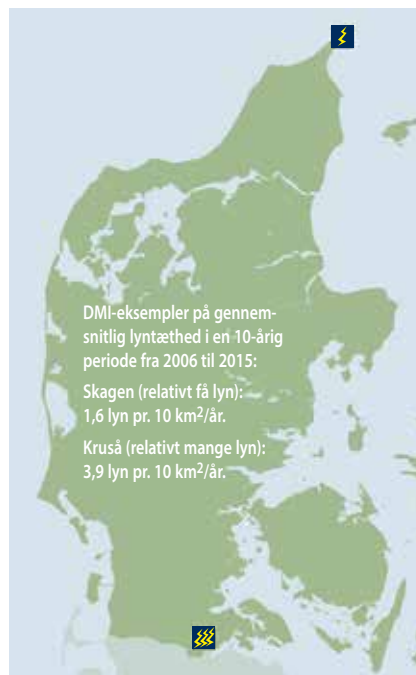 DMI-eksempler på gennem-
snitlig lyntæthed i en 10-årig
periode fra 2006 til 2015:
Skagen (relativt få lyn):
1,6 lyn pr. 10 km²/år.
Kruså (relativt mange lyn):
3,9 lyn pr. 10 km²/år.